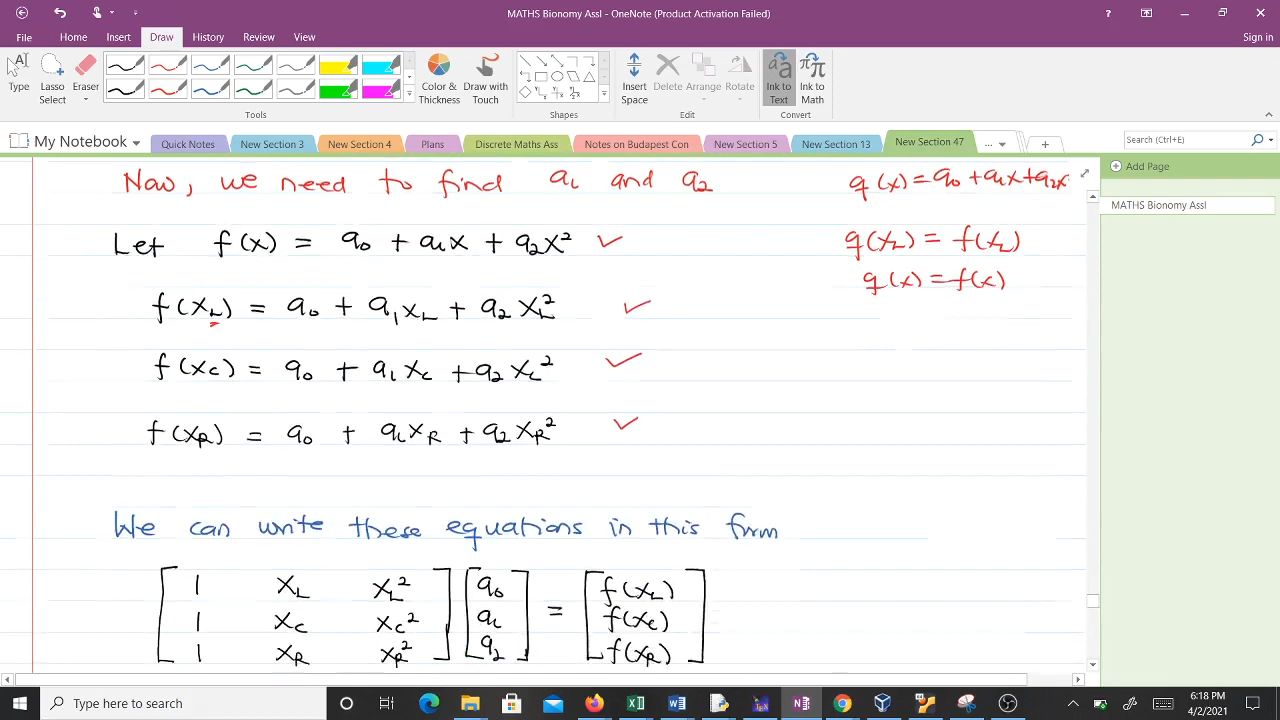 MATHS Bionomy Assl - OneNote (Product Activation Failed)
File Home Insert Draw History Review View Sign in
Type Lasso Select Eraser Color & Thickness Draw with Touch Insert Space Delete Arrange Rotate Ink to Text Ink to Math
Tools Shapes Edit Convert
My Notebook Quick Notes New Section 3 New Section 4 Plans Discrete Maths Ass Notes on Budapest Con New Section 5 New Section 13 New Section 47 ... Search (Ctrl+E)
Add Page
MATHS Bionomy Assl
Now, we need to find a₁ and a₂
q(x) = a₀ + a₁x + a₂x
Let f(x) = a₀ + a₁x + a₂x² ✓
q(x_L) = f(x_L)
q(x) = f(x)
f(x_L) = a₀ + a₁x_L + a₂x_L² ✓
f(x_C) = a₀ + a₁x_C + a₂x_C² ✓
f(x_R) = a₀ + a₁x_R + a₂x_R² ✓
We can write these equations in this form
[1 x_L x_L²] [a₀] = [f(x_L)]
[1 x_C x_C²] [a₁] [f(x_C)]
[1 x_R x_R²] [a₂] [f(x_R)]
Type here to search
6:18 PM
4/2/2021